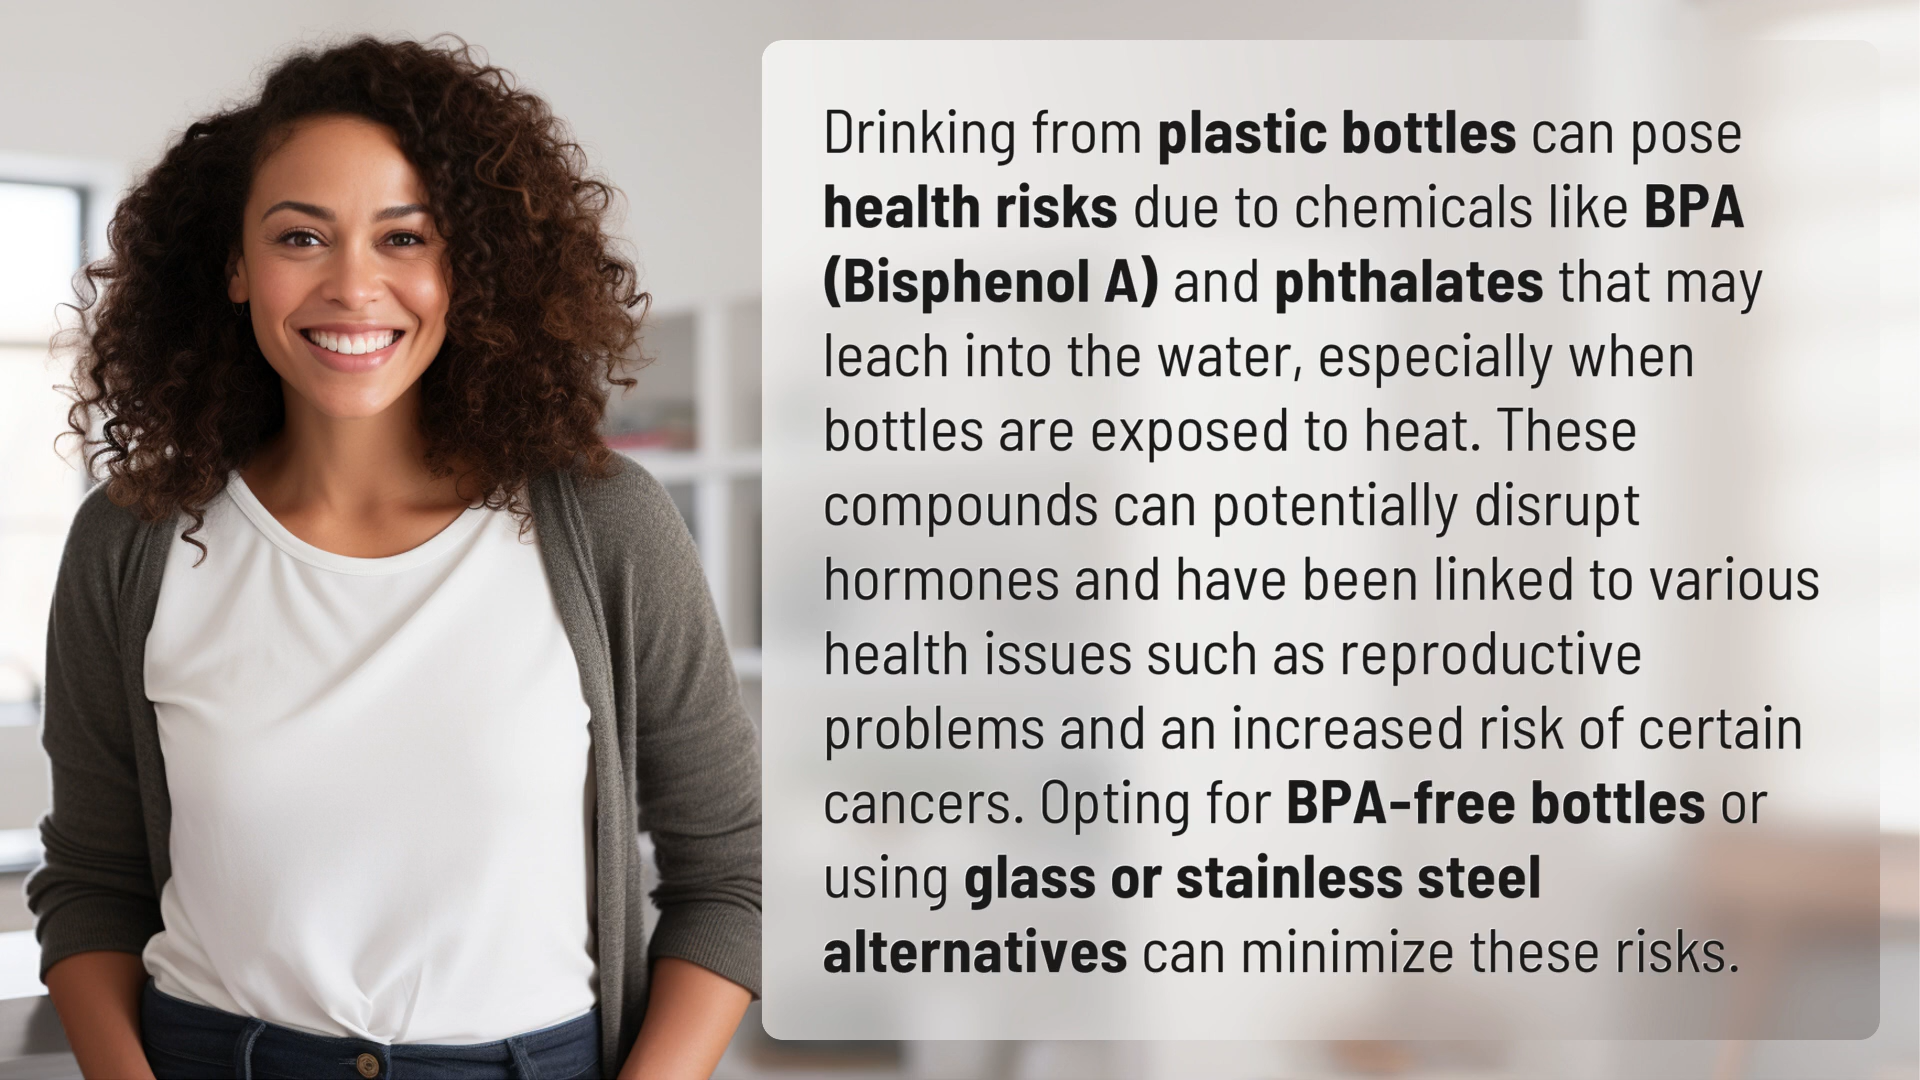 Drinking from plastic bottles can pose
health risks due to chemicals like BPA
(Bisphenol A) and phthalates that may
leach into the water, especially when
bottles are exposed to heat. These
compounds can potentially disrupt
hormones and have been linked to various
health issues such as reproductive
problems and an increased risk of certain
cancers. Opting for BPA-free bottles or
using glass or stainless steel
alternatives can minimize these risks.